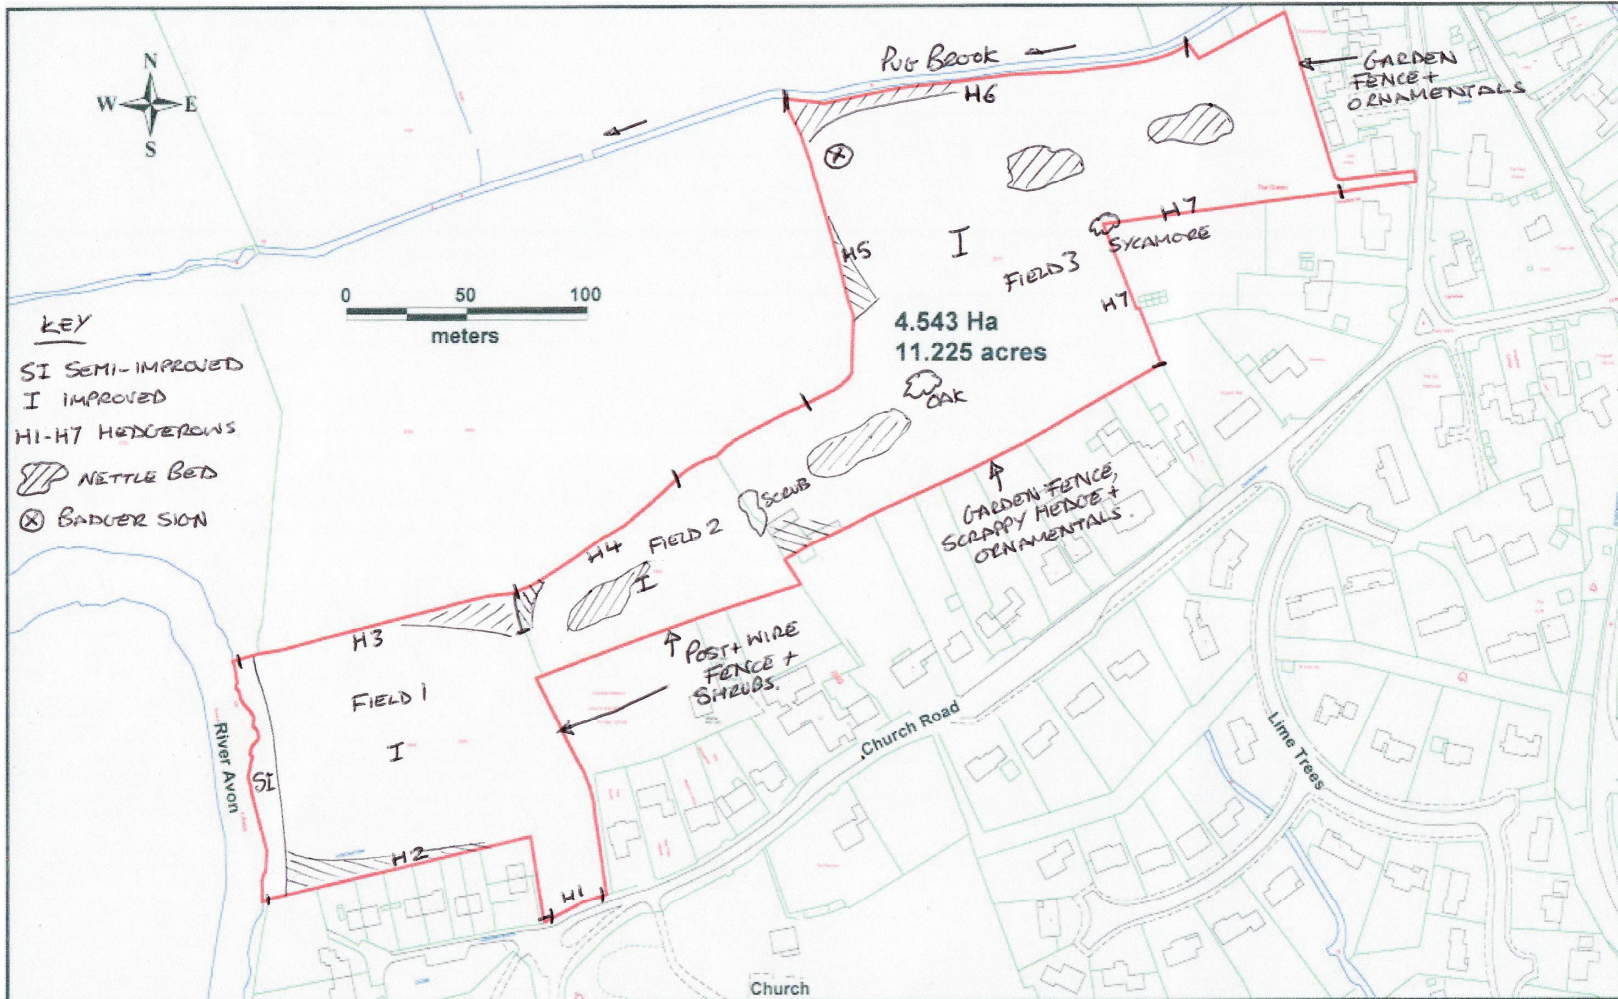 N
W E
S
PUG BROOK
GARDEN
FENCE +
ORNAMENTALS
H6
H7
SYCAMORE
H5
I
FIELD 3
H7
0 50 100
meters
4.543 Ha
11.225 acres
KEY
SI SEMI-IMPROVED
I IMPROVED
H1-H7 HEDGEROWS
NETTLE BED
BADGER SIGN
OAK
SCRUB
GARDEN FENCE,
SCRAPPY HEDGE +
ORNAMENTALS.
H4
FIELD 2
I
H3
POST + WIRE
FENCE +
SHRUBS.
FIELD 1
I
River Avon
SI
Church Road
Lime Trees
H2
H1
Church